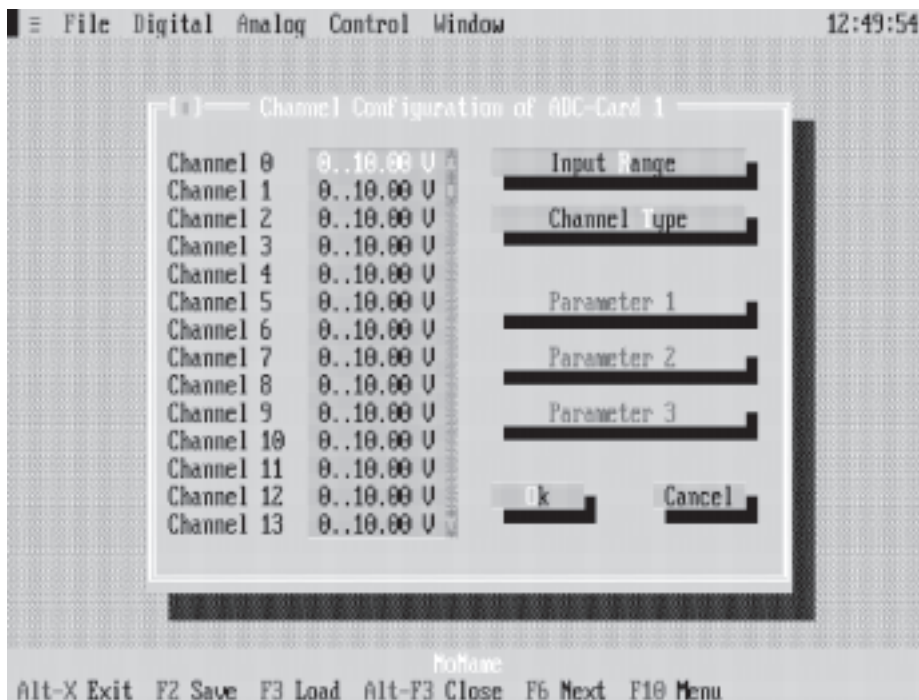 ≡ File Digital Analog Control Window 12:49:54
[ ] Channel Configuration of ADC-Card 1
Channel 0 0..10.00 V Input Range
Channel 1 0..10.00 V
Channel 2 0..10.00 V Channel Type
Channel 3 0..10.00 V
Channel 4 0..10.00 V
Channel 5 0..10.00 V Parameter 1
Channel 6 0..10.00 V
Channel 7 0..10.00 V Parameter 2
Channel 8 0..10.00 V
Channel 9 0..10.00 V Parameter 3
Channel 10 0..10.00 V
Channel 11 0..10.00 V
Channel 12 0..10.00 V Ok Cancel
Channel 13 0..10.00 V
NoName
Alt-X Exit F2 Save F3 Load Alt-F3 Close F6 Next F10 Menu